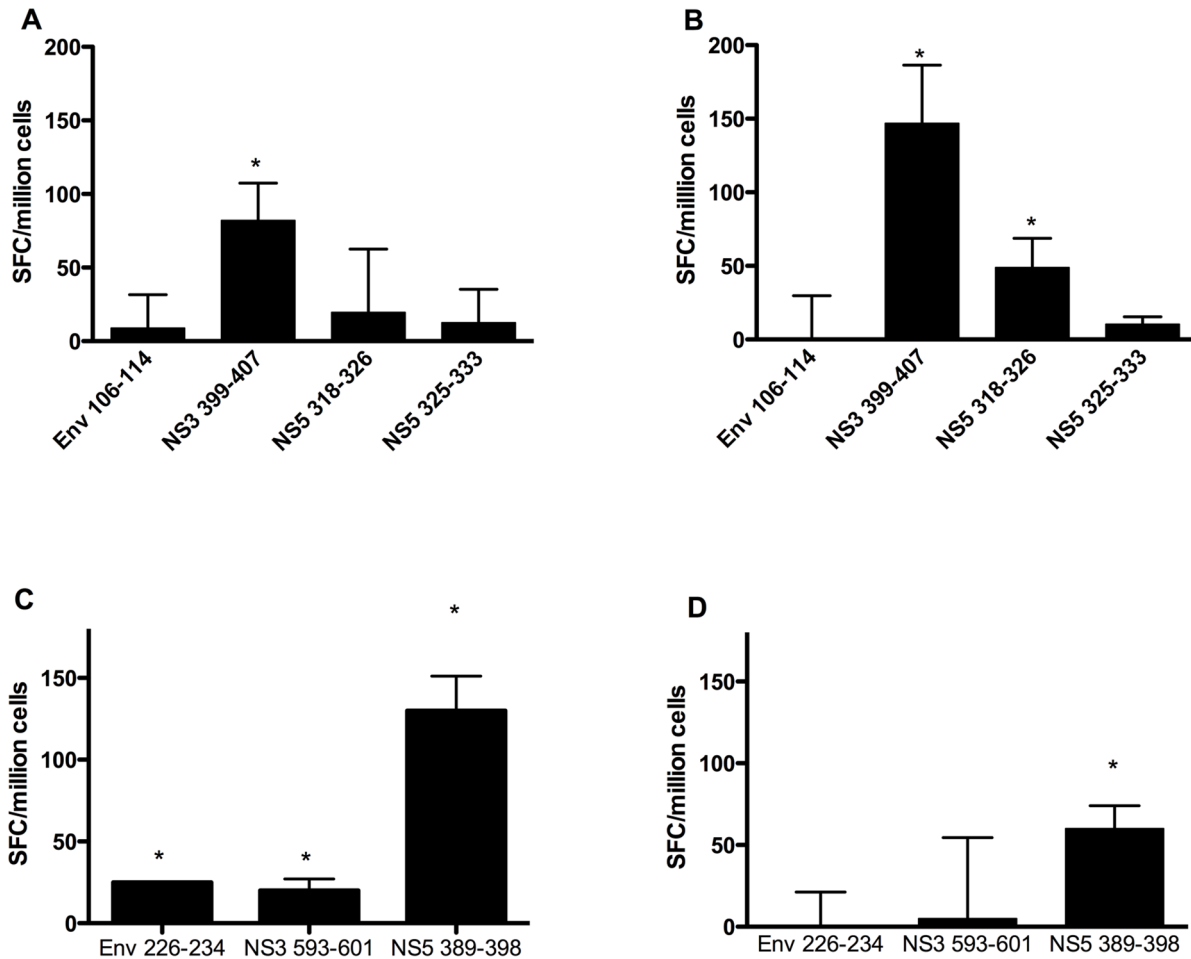 A
SFC/million cells
200
150
100
50
0
*
Env 106-114
NS3 399-407
NS5 318-326
NS5 325-333
B
SFC/milllion cells
200
150
100
50
0
*
*
Env 106-114
NS3 399-407
NS5 318-326
NS5 325-333
C
SFC/million cells
150
100
50
0
*
*
*
Env 226-234 NS3 593-601 NS5 389-398
D
SFC/million cells
150
100
50
0
*
Env 226-234 NS3 593-601 NS5 389-398